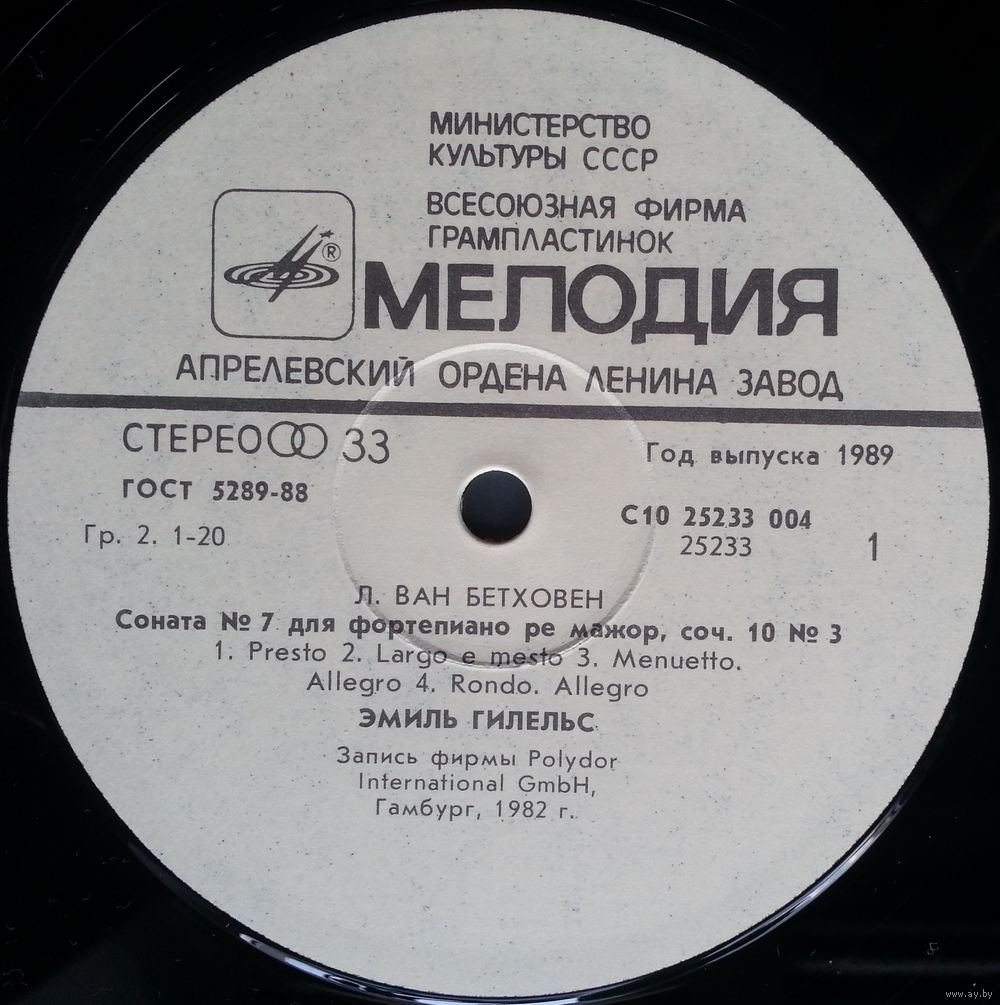 МИНИСТЕРСТВО
КУЛЬТУРЫ СССР
ВСЕСОЮЗНАЯ ФИРМА
ГРАМПЛАСТИНОК
®
МЕЛОДИЯ
АПРЕЛЕВСКИЙ ОРДЕНА ЛЕНИНА ЗАВОД
СТЕРЕО 33
Год выпуска 1989
ГОСТ 5289-88
С10 25233 004
Гр. 2. 1-20
25233
1
Л. ВАН БЕТХОВЕН
Соната № 7 для фортепиано ре мажор, соч. 10 № 3
1. Presto 2. Largo e mesto 3. Menuetto.
Allegro 4. Rondo. Allegro
ЭМИЛЬ ГИЛЕЛЬС
Запись фирмы Polydor
International GmbH,
Гамбург, 1982 г.
www.ay.by